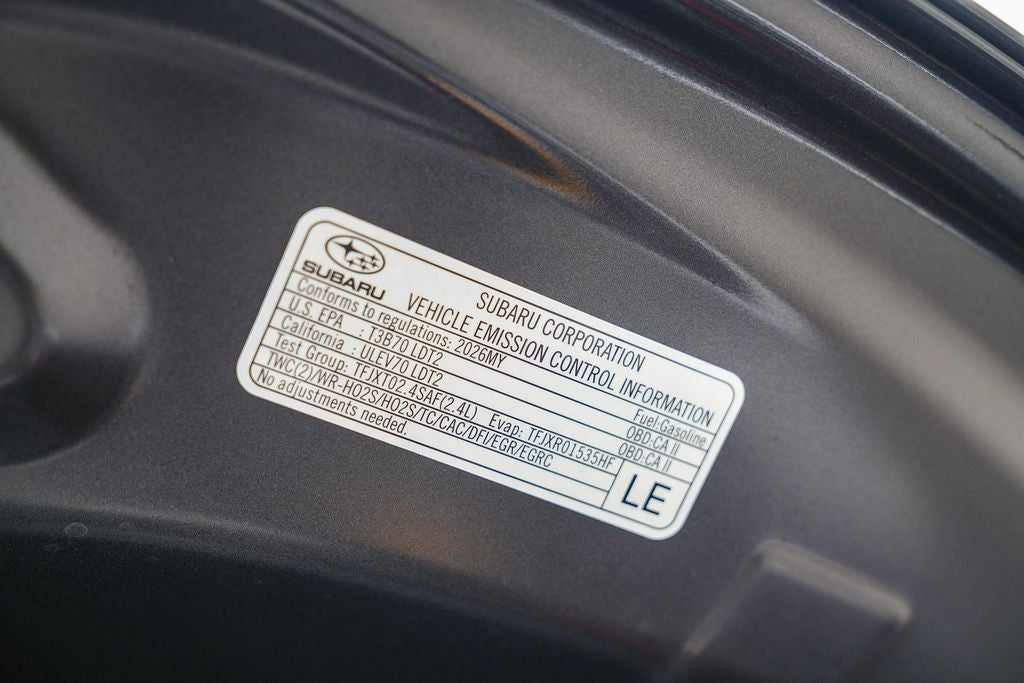 SUBARU
SUBARU CORPORATION
VEHICLE EMISSION CONTROL INFORMATION
Conforms to regulations: 2026MY Fuel:Gasoline
U.S. EPA : T3B70 LDT2 OBD:CA II
California : ULEV70 LDT2 OBD:CA II
Test Group: TFJXT02.4SAF(2.4L) Evap: TFJXR01535HF
TWC(2)/WR-HO2S/HO2S/TC/CAC/DFI/EGR/EGRC
No adjustments needed.
LE